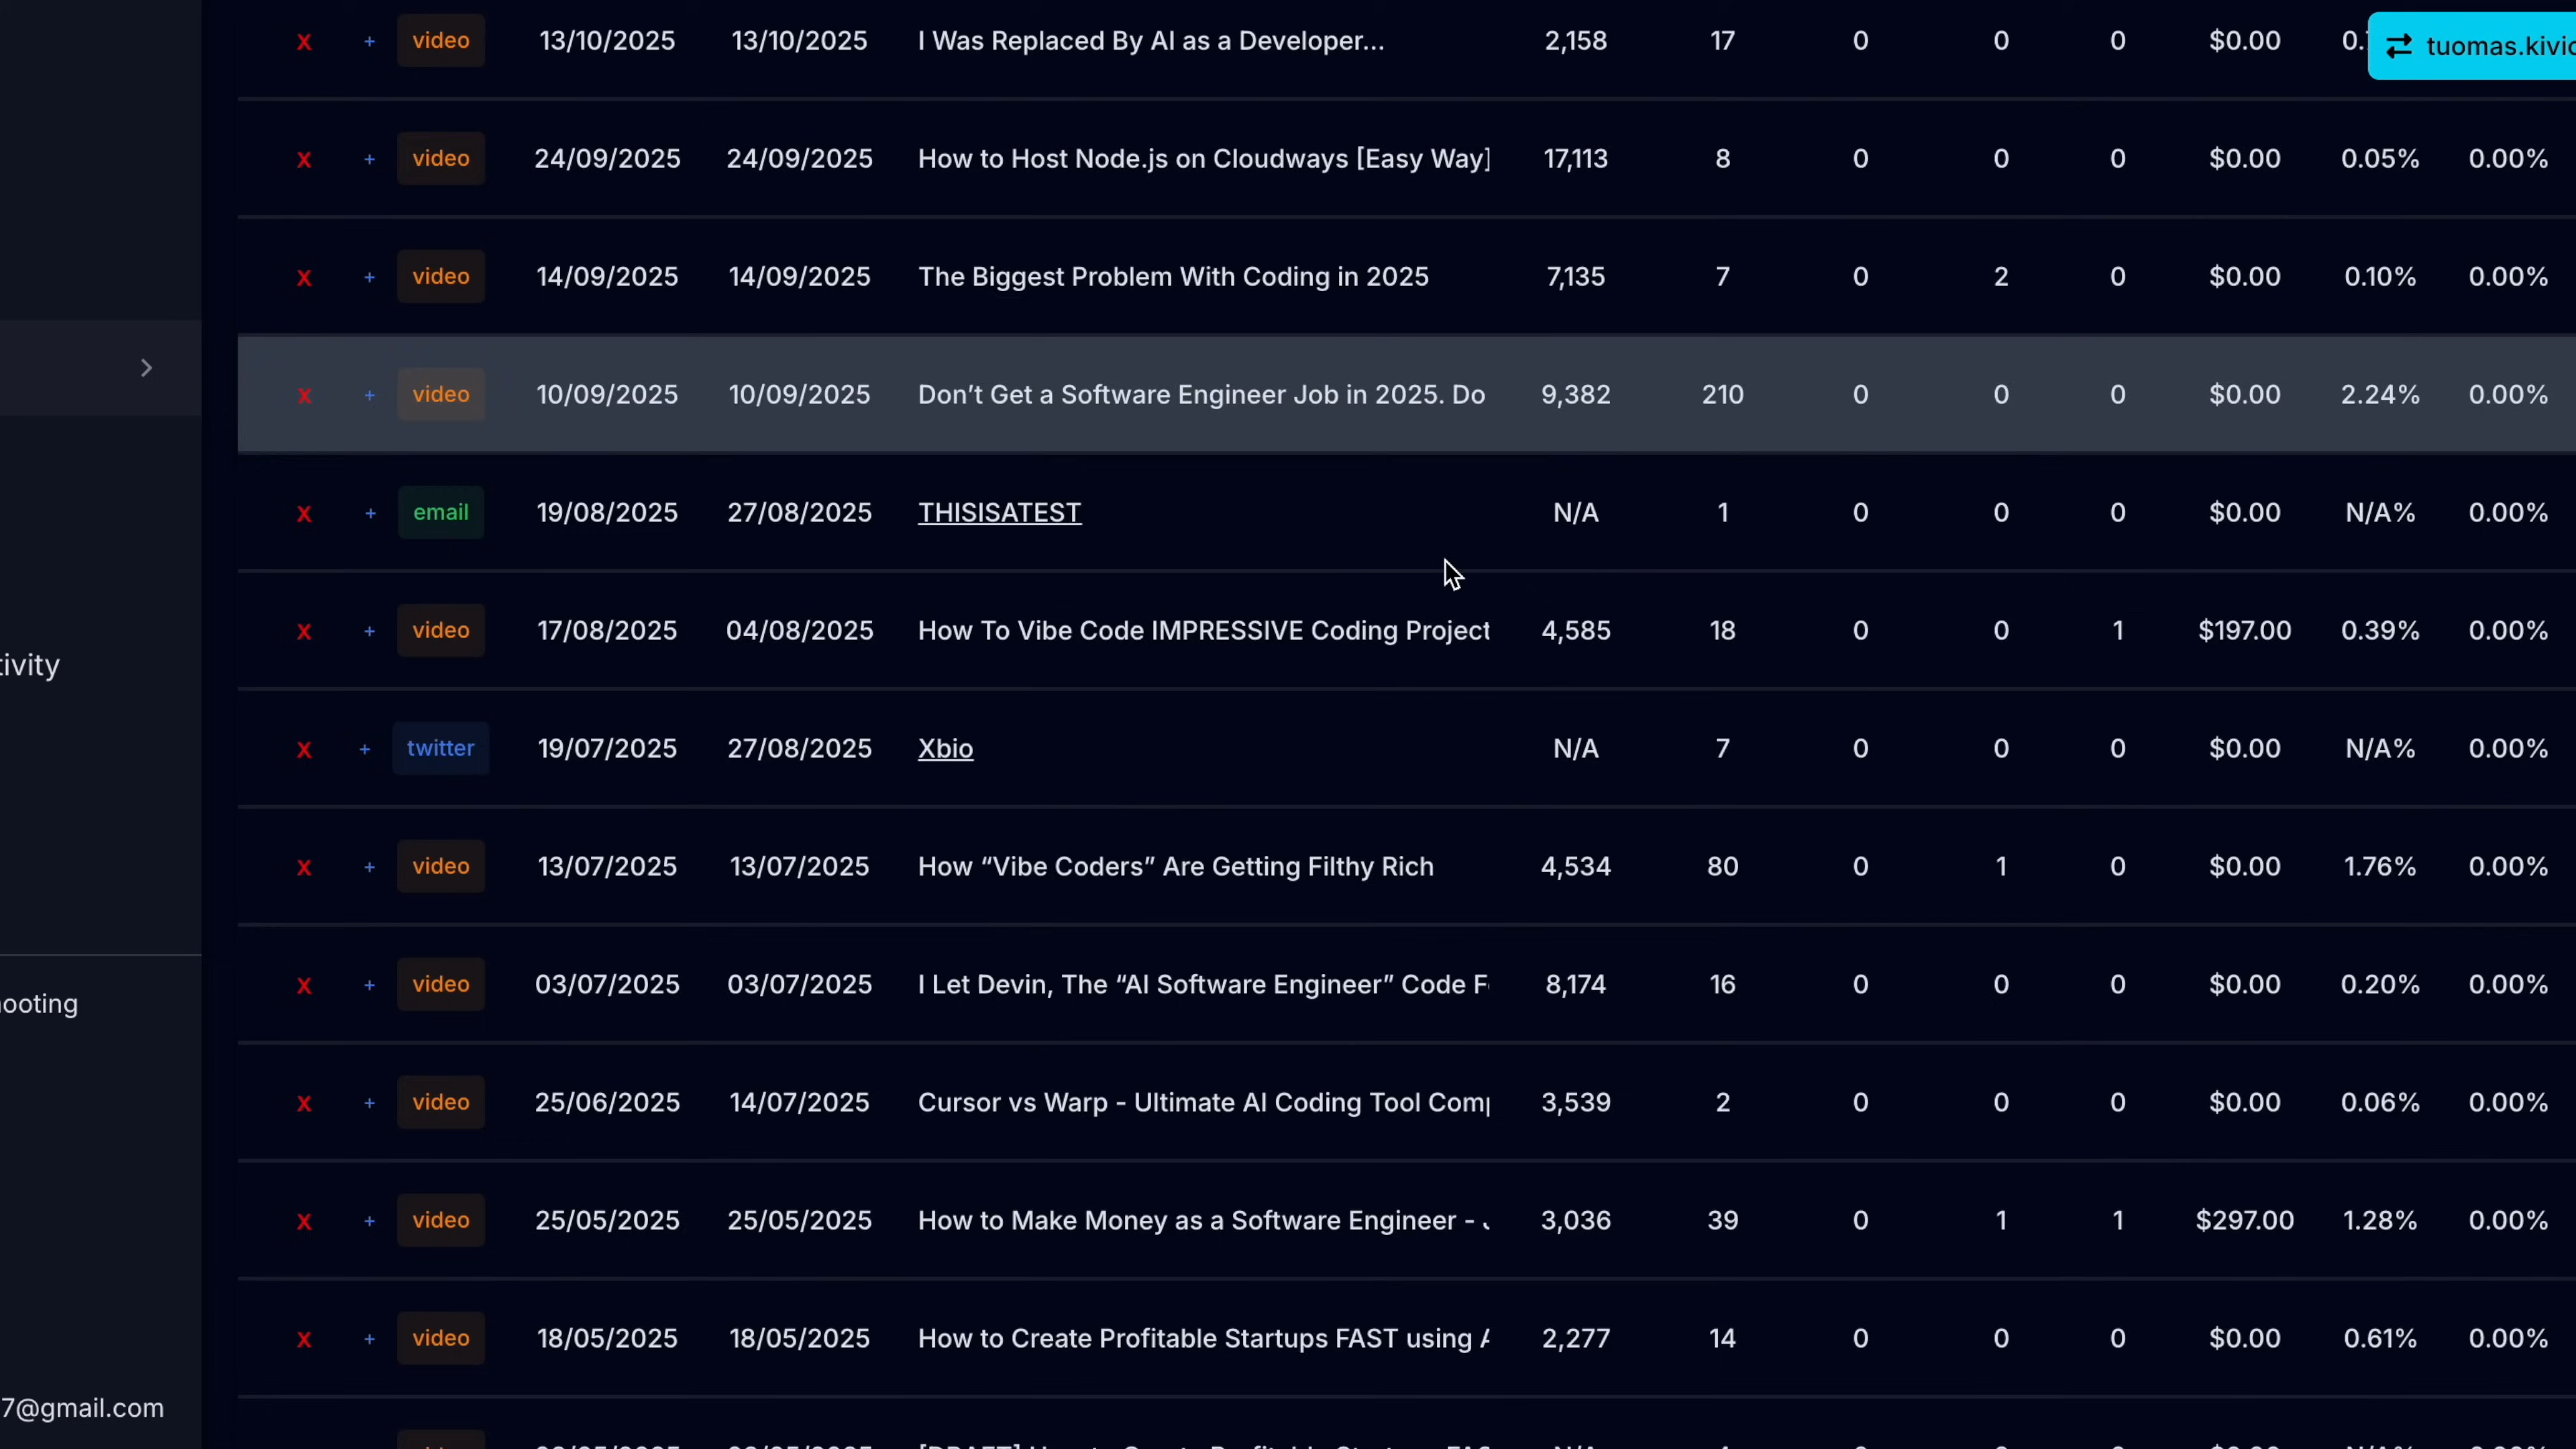 x + video 13/10/2025 13/10/2025 I Was Replaced By AI as a Developer... 2,158 17 0 0 0 $0.00 0. tuomas.kivio
x + video 24/09/2025 24/09/2025 How to Host Node.js on Cloudways [Easy Way] 17,113 8 0 0 0 $0.00 0.05% 0.00%
x + video 14/09/2025 14/09/2025 The Biggest Problem With Coding in 2025 7,135 7 0 2 0 $0.00 0.10% 0.00%
x + video 10/09/2025 10/09/2025 Don’t Get a Software Engineer Job in 2025. Do 9,382 210 0 0 0 $0.00 2.24% 0.00%
x + email 19/08/2025 27/08/2025 THISISATEST N/A 1 0 0 0 $0.00 N/A% 0.00%
x + video 17/08/2025 04/08/2025 How To Vibe Code IMPRESSIVE Coding Project 4,585 18 0 0 1 $197.00 0.39% 0.00%
tivity
x + twitter 19/07/2025 27/08/2025 Xbio N/A 7 0 0 0 $0.00 N/A% 0.00%
x + video 13/07/2025 13/07/2025 How “Vibe Coders” Are Getting Filthy Rich 4,534 80 0 1 0 $0.00 1.76% 0.00%
x + video 03/07/2025 03/07/2025 I Let Devin, The “AI Software Engineer” Code F 8,174 16 0 0 0 $0.00 0.20% 0.00%
ooting
x + video 25/06/2025 14/07/2025 Cursor vs Warp - Ultimate AI Coding Tool Comp 3,539 2 0 0 0 $0.00 0.06% 0.00%
x + video 25/05/2025 25/05/2025 How to Make Money as a Software Engineer - 3,036 39 0 1 1 $297.00 1.28% 0.00%
x + video 18/05/2025 18/05/2025 How to Create Profitable Startups FAST using A 2,277 14 0 0 0 $0.00 0.61% 0.00%
7@gmail.com